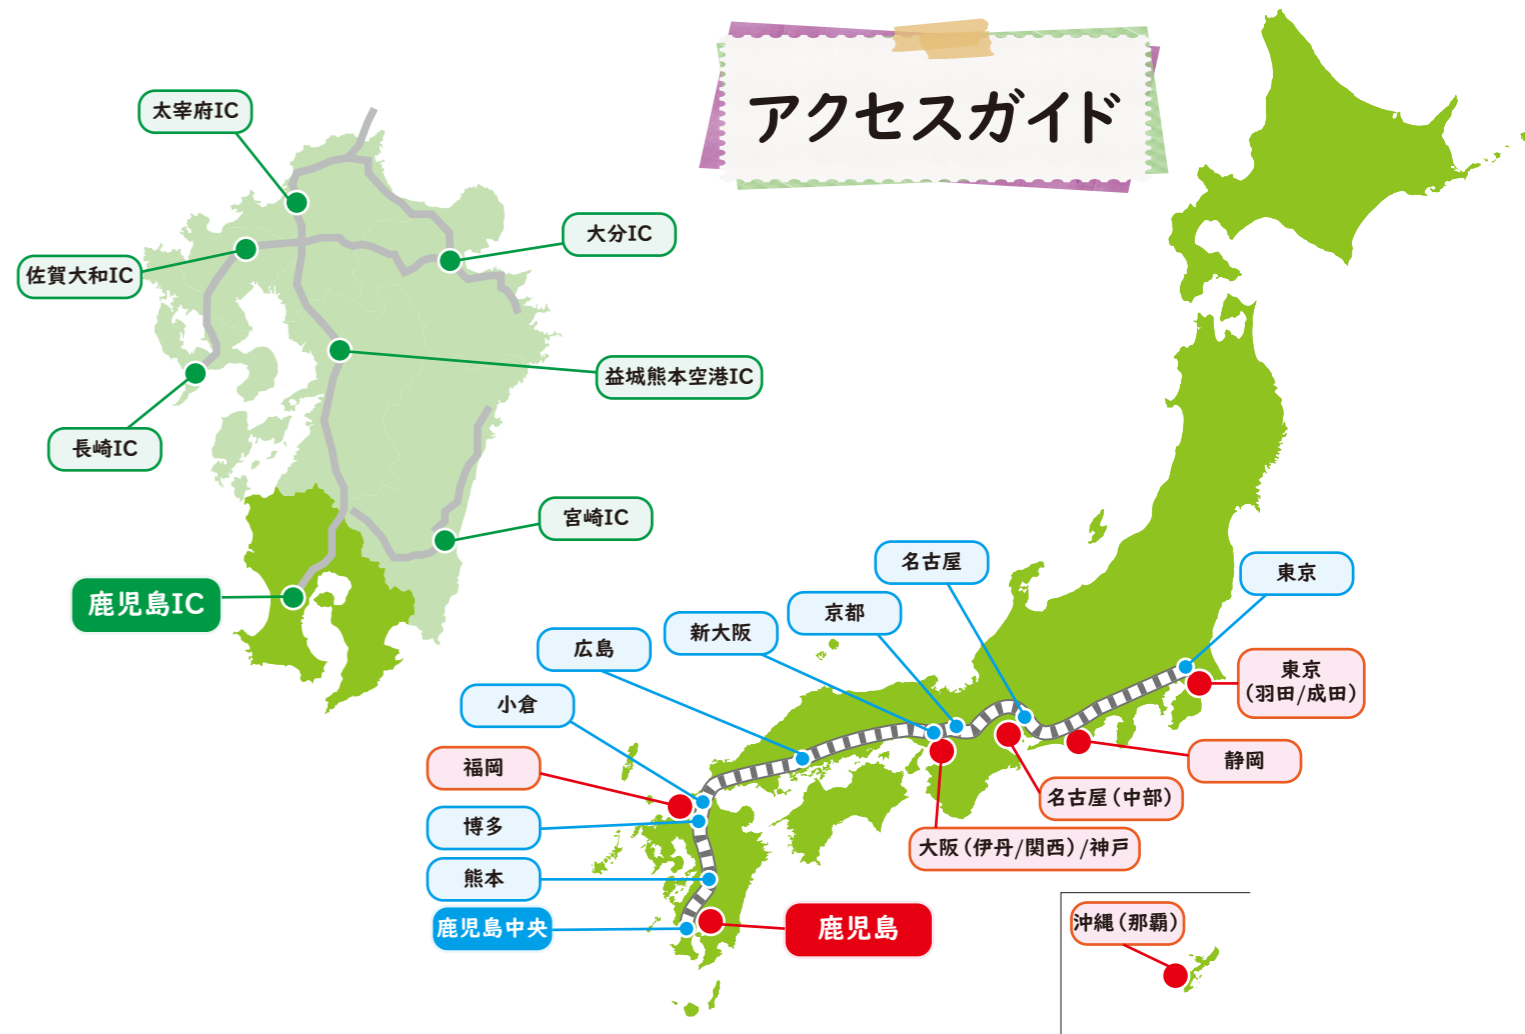 アクセスガイド
太宰府IC
大分IC
佐賀大和IC
益城熊本空港IC
長崎IC
宮崎IC
鹿児島IC
名古屋
東京
京都
新大阪
広島
東京
(羽田/成田)
小倉
静岡
福岡
名古屋(中部)
博多
大阪(伊丹/関西)/神戸
熊本
鹿児島中央
鹿児島
沖縄(那覇)